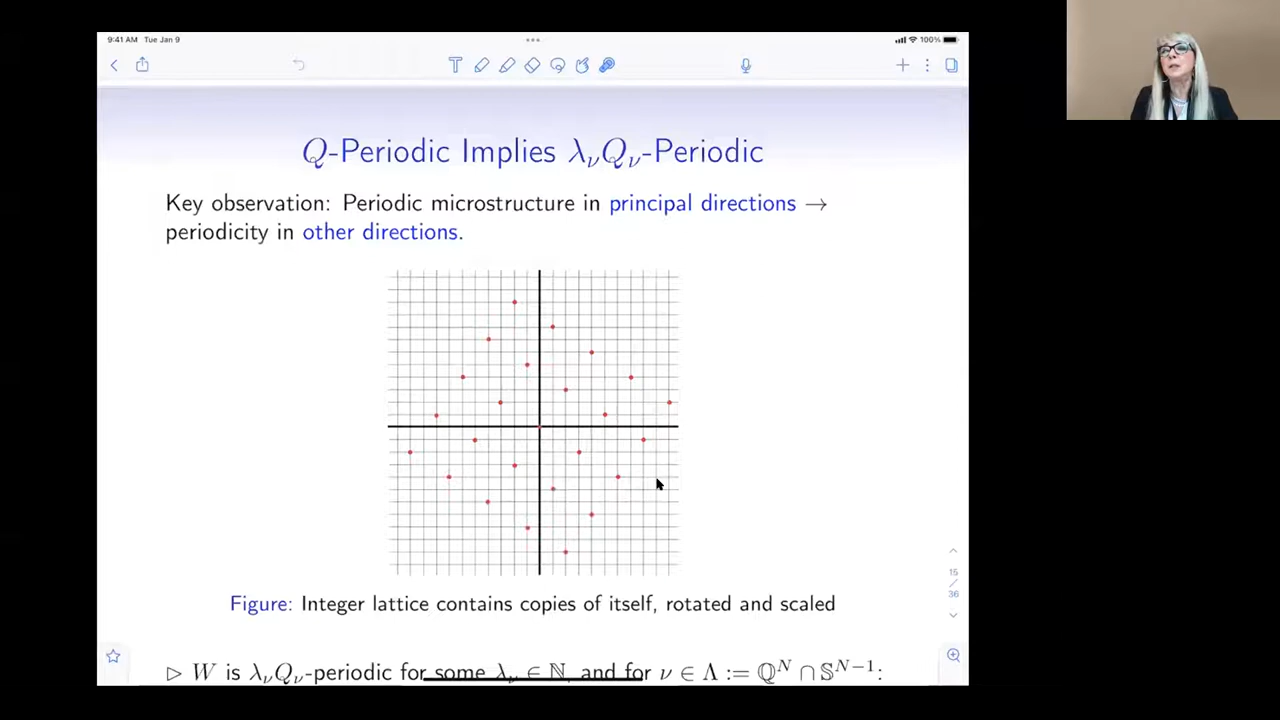 9:41 AM Tue Jan 9
100%
Q-Periodic Implies λ_νQ_ν-Periodic
Key observation: Periodic microstructure in principal directions →
periodicity in other directions.
Figure: Integer lattice contains copies of itself, rotated and scaled
15
/
36
▷ W is λ_νQ_ν-periodic for some λ_ν ∈ ℕ, and for ν ∈ Λ := ℚ^N ∩ 𝕊^{N−1}: